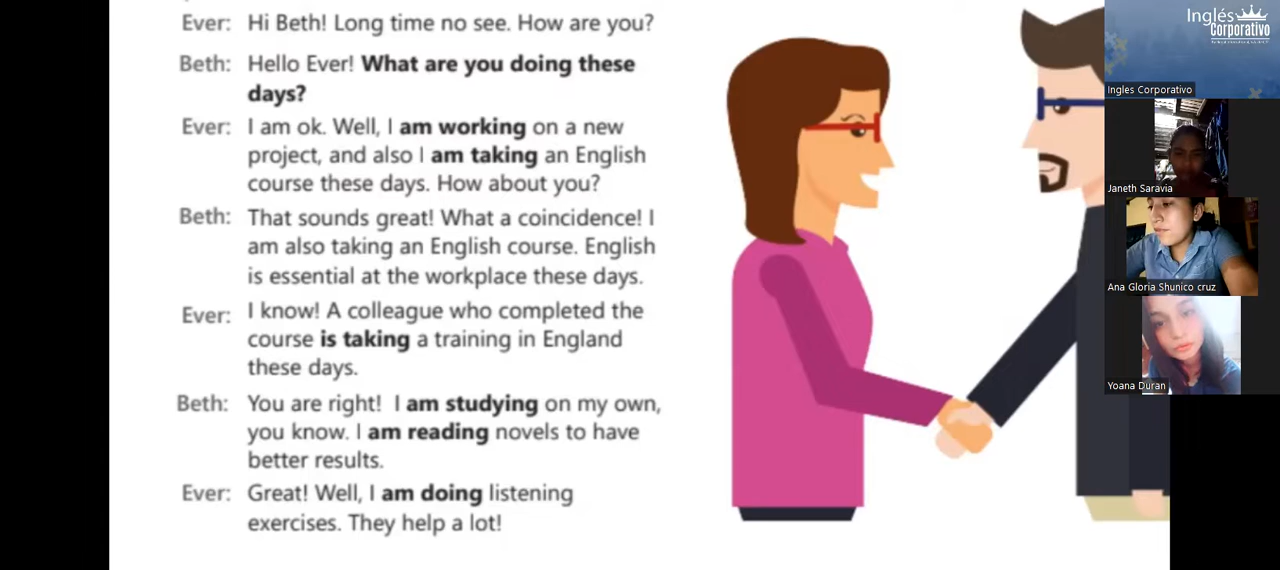 Ever: Hi Beth! Long time no see. How are you?
Beth: Hello Ever! What are you doing these
days?
Ever: I am ok. Well, I am working on a new
project, and also I am taking an English
course these days. How about you?
Beth: That sounds great! What a coincidence! I
am also taking an English course. English
is essential at the workplace these days.
Ever: I know! A colleague who completed the
course is taking a training in England
these days.
Beth: You are right! I am studying on my own,
you know. I am reading novels to have
better results.
Ever: Great! Well, I am doing listening
exercises. They help a lot!
Inglés
Corporativo
Ingles Corporativo
Janeth Saravia
Ana Gloria Shunico cruz
Yoana Duran